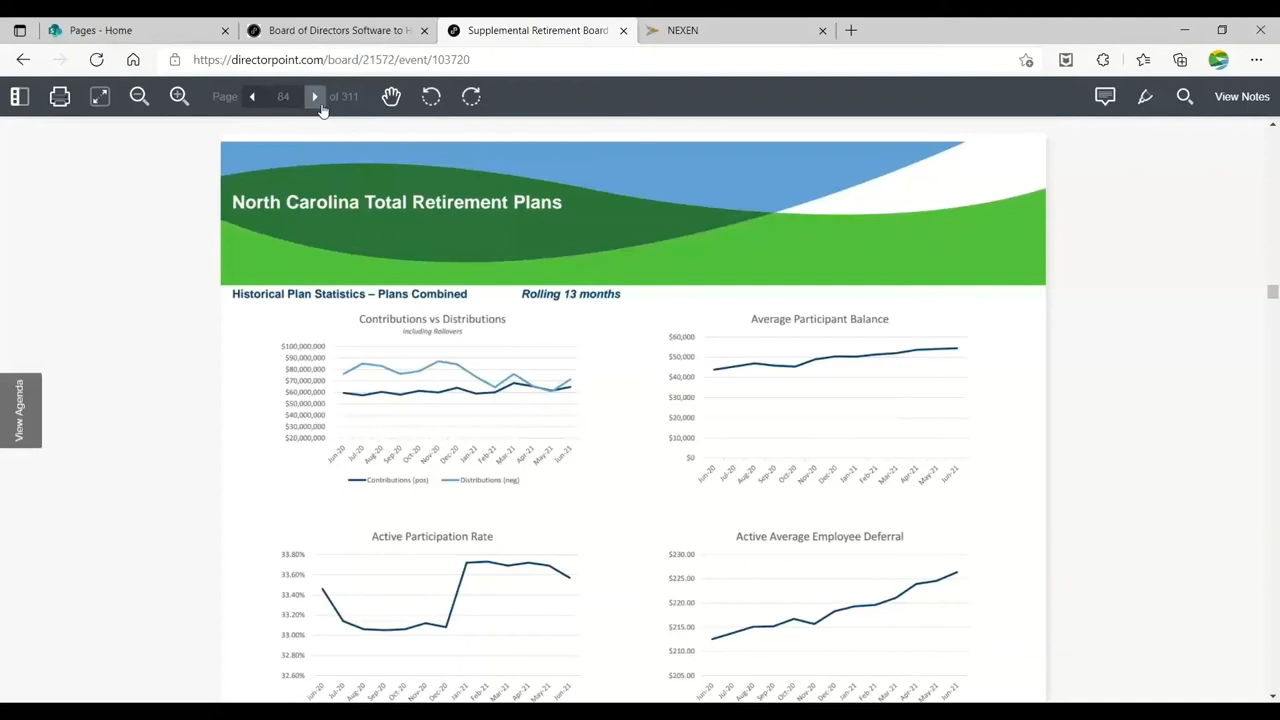 Pages - Home
Board of Directors Software to H
Supplemental Retirement Board
NEXEN
https://directorpoint.com/board/21572/event/103720
Page 84 of 311
View Notes
View Agenda
North Carolina Total Retirement Plans
Historical Plan Statistics – Plans Combined Rolling 13 months
Contributions vs Distributions
including Rollovers
$100,000,000
$90,000,000
$80,000,000
$70,000,000
$60,000,000
$50,000,000
$40,000,000
$30,000,000
$20,000,000
Jun-20 Jul-20 Aug-20 Sep-20 Oct-20 Nov-20 Dec-20 Jan-21 Feb-21 Mar-21 Apr-21 May-21 Jun-21
Contributions (pos) Distributions (neg)
Average Participant Balance
$60,000
$50,000
$40,000
$30,000
$20,000
$10,000
$0
Jun-20 Jul-20 Aug-20 Sep-20 Oct-20 Nov-20 Dec-20 Jan-21 Feb-21 Mar-21 Apr-21 May-21 Jun-21
Active Participation Rate
33.80%
33.60%
33.40%
33.20%
33.00%
32.80%
32.60%
Jun-20 Jul-20 Aug-20 Sep-20 Oct-20 Nov-20 Dec-20 Jan-21 Feb-21 Mar-21 Apr-21 May-21 Jun-21
Active Average Employee Deferral
$230.00
$225.00
$220.00
$215.00
$210.00
$205.00
Jun-20 Jul-20 Aug-20 Sep-20 Oct-20 Nov-20 Dec-20 Jan-21 Feb-21 Mar-21 Apr-21 May-21 Jun-21